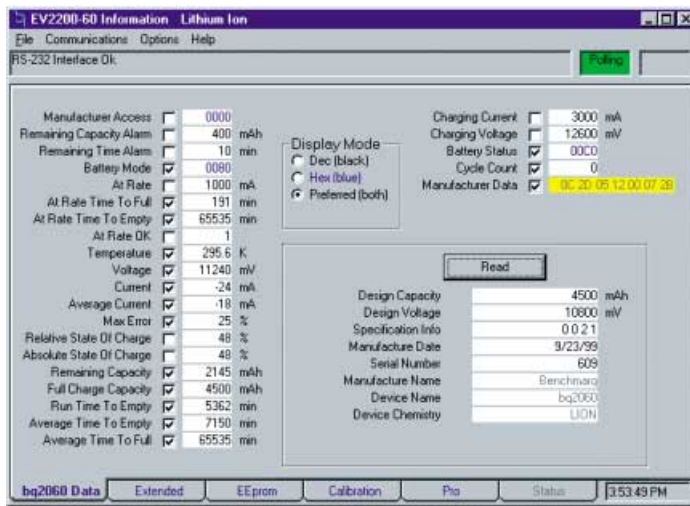 EV2200-60 Information Lithium Ion
File Communications Options Help
RS-232 Interface Ok
Polling
Manufacturer Access 0000
Remaining Capacity Alarm 400 mAh
Remaining Time Alarm 10 min
Battery Mode 0080
At Rate 1000 mA
At Rate Time To Full 191 min
At Rate Time To Empty 65535 min
At Rate OK 1
Temperature 295.6 K
Voltage 11240 mV
Current -24 mA
Average Current -18 mA
Max Error 25 %
Relative State Of Charge 48 %
Absolute State Of Charge 48 %
Remaining Capacity 2145 mAh
Full Charge Capacity 4500 mAh
Run Time To Empty 5362 min
Average Time To Empty 7150 min
Average Time To Full 65535 min
Display Mode
Dec (black)
Hex (blue)
Preferred (both)
Charging Current 3000 mA
Charging Voltage 12600 mV
Battery Status 00C0
Cycle Count 0
Manufacturer Data 0C 2D 05 12 00 07 2B
Read
Design Capacity 4500 mAh
Design Voltage 10800 mV
Specification Info 0 0 2 1
Manufacture Date 9/23/99
Serial Number 609
Manufacture Name Benchmarq
Device Name bq2060
Device Chemistry LION
bq2060 Data Extended EEprom Calibration Pro Status 3:53:49 PM